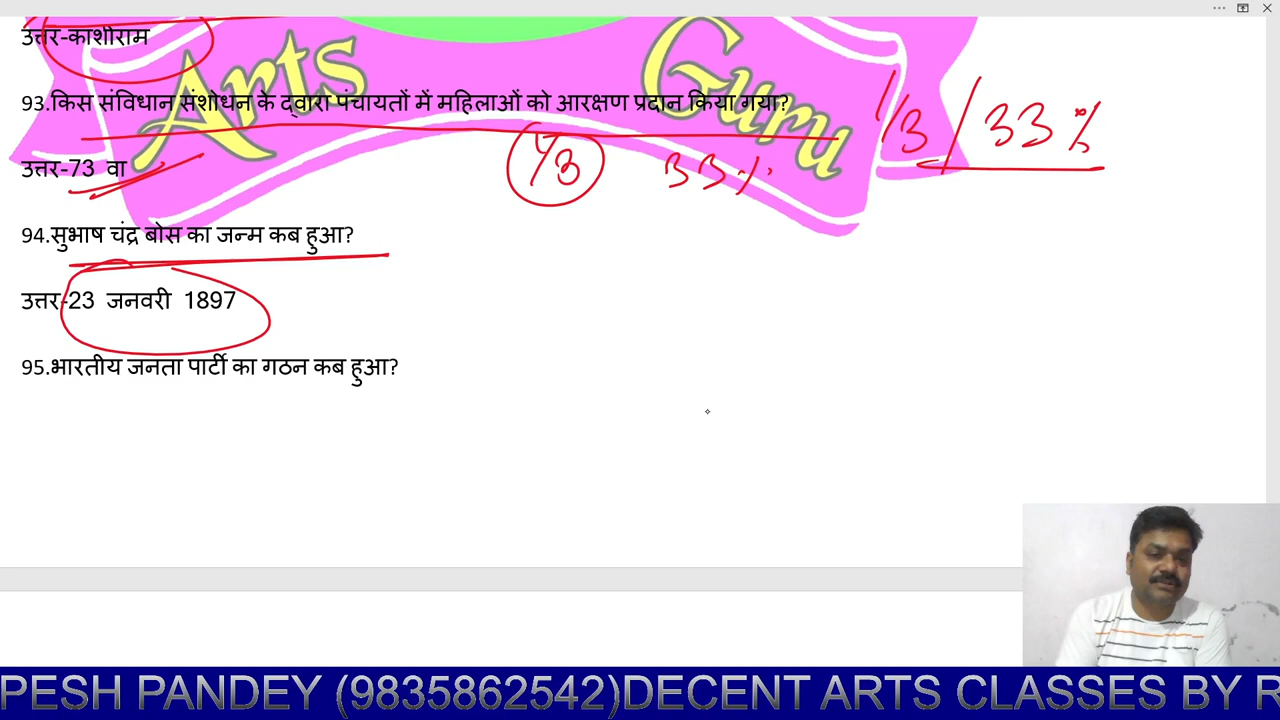 उत्तर-काशीराम
93.किस संविधान संशोधन के द्वारा पंचायतों में महिलाओं को आरक्षण प्रदान किया गया?
1/3 / 33%
उत्तर-73 वा
1/3 33%
94.सुभाष चंद्र बोस का जन्म कब हुआ?
उत्तर-23 जनवरी 1897
95.भारतीय जनता पार्टी का गठन कब हुआ?
Arts Guru
PESH PANDEY (9835862542)DECENT ARTS CLASSES BY R